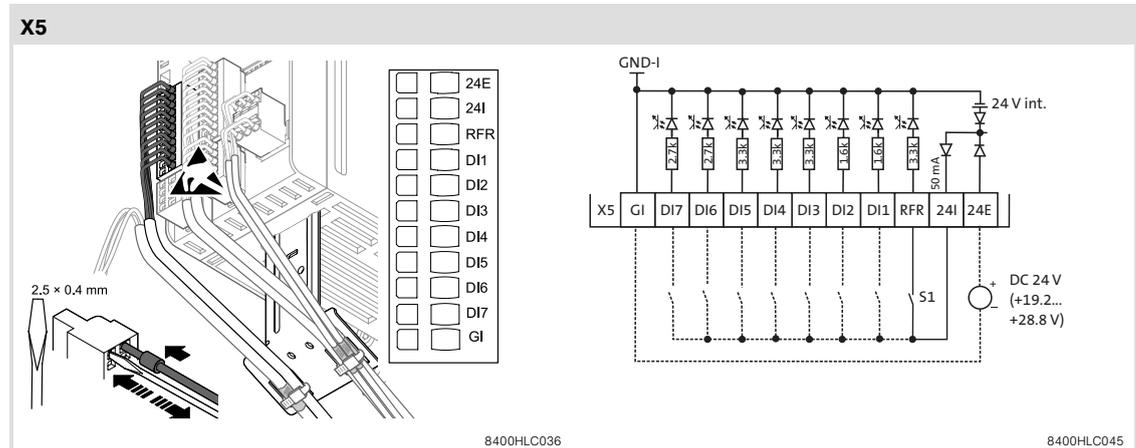 X5
24E
24I
RFR
DI1
DI2
DI3
DI4
DI5
DI6
DI7
GI
2.5 × 0.4 mm
8400HLC036
GND-I
24 V int.
2.7k
2.7k
3.3k
3.3k
3.3k
1.6k
1.6k
3.3k
50 mA
X5 GI DI7 DI6 DI5 DI4 DI3 DI2 DI1 RFR 24I 24E
S1
+
–
DC 24 V
(+19.2...
+28.8 V)
8400HLC045